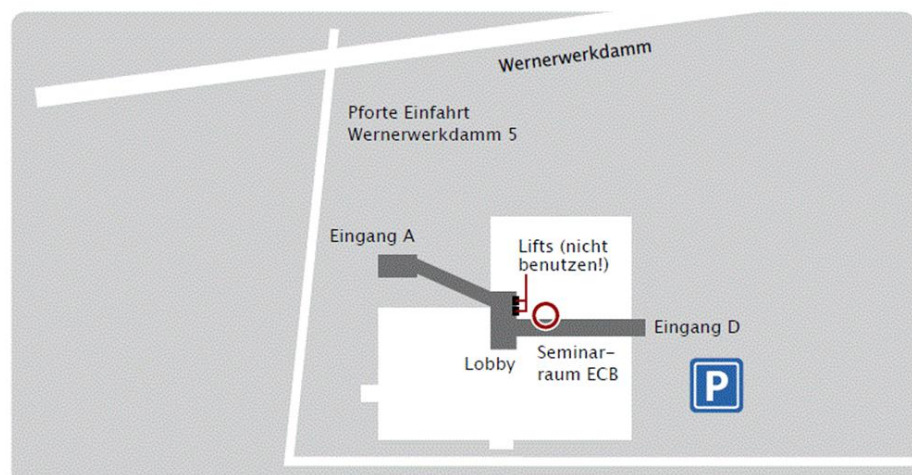 Wernerwerkdamm
Pforte Einfahrt
Wernerwerkdamm 5
Eingang A
Lifts (nicht
benutzen!)
Eingang D
Lobby
Seminar-
raum ECB
P